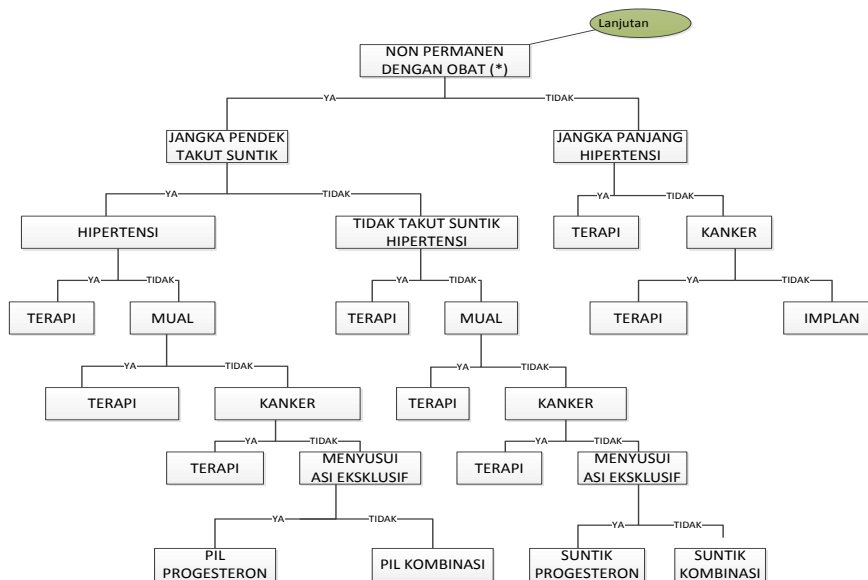 Lanjutan
NON PERMANEN
DENGAN OBAT (*)
YA
TIDAK
JANGKA PENDEK
TAKUT SUNTIK
JANGKA PANJANG
HIPERTENSI
YA
TIDAK
YA
TIDAK
HIPERTENSI
TIDAK TAKUT SUNTIK
HIPERTENSI
TERAPI
KANKER
YA
TIDAK
YA
TIDAK
YA
TIDAK
TERAPI
MUAL
TERAPI
MUAL
TERAPI
IMPLAN
YA
TIDAK
YA
TIDAK
TERAPI
KANKER
TERAPI
KANKER
YA
TIDAK
YA
TIDAK
TERAPI
MENYUSUI
ASI EKSKLUSIF
TERAPI
MENYUSUI
ASI EKSKLUSIF
YA
TIDAK
YA
TIDAK
PIL
PROGESTERON
PIL KOMBINASI
SUNTIK
PROGESTERON
SUNTIK
KOMBINASI